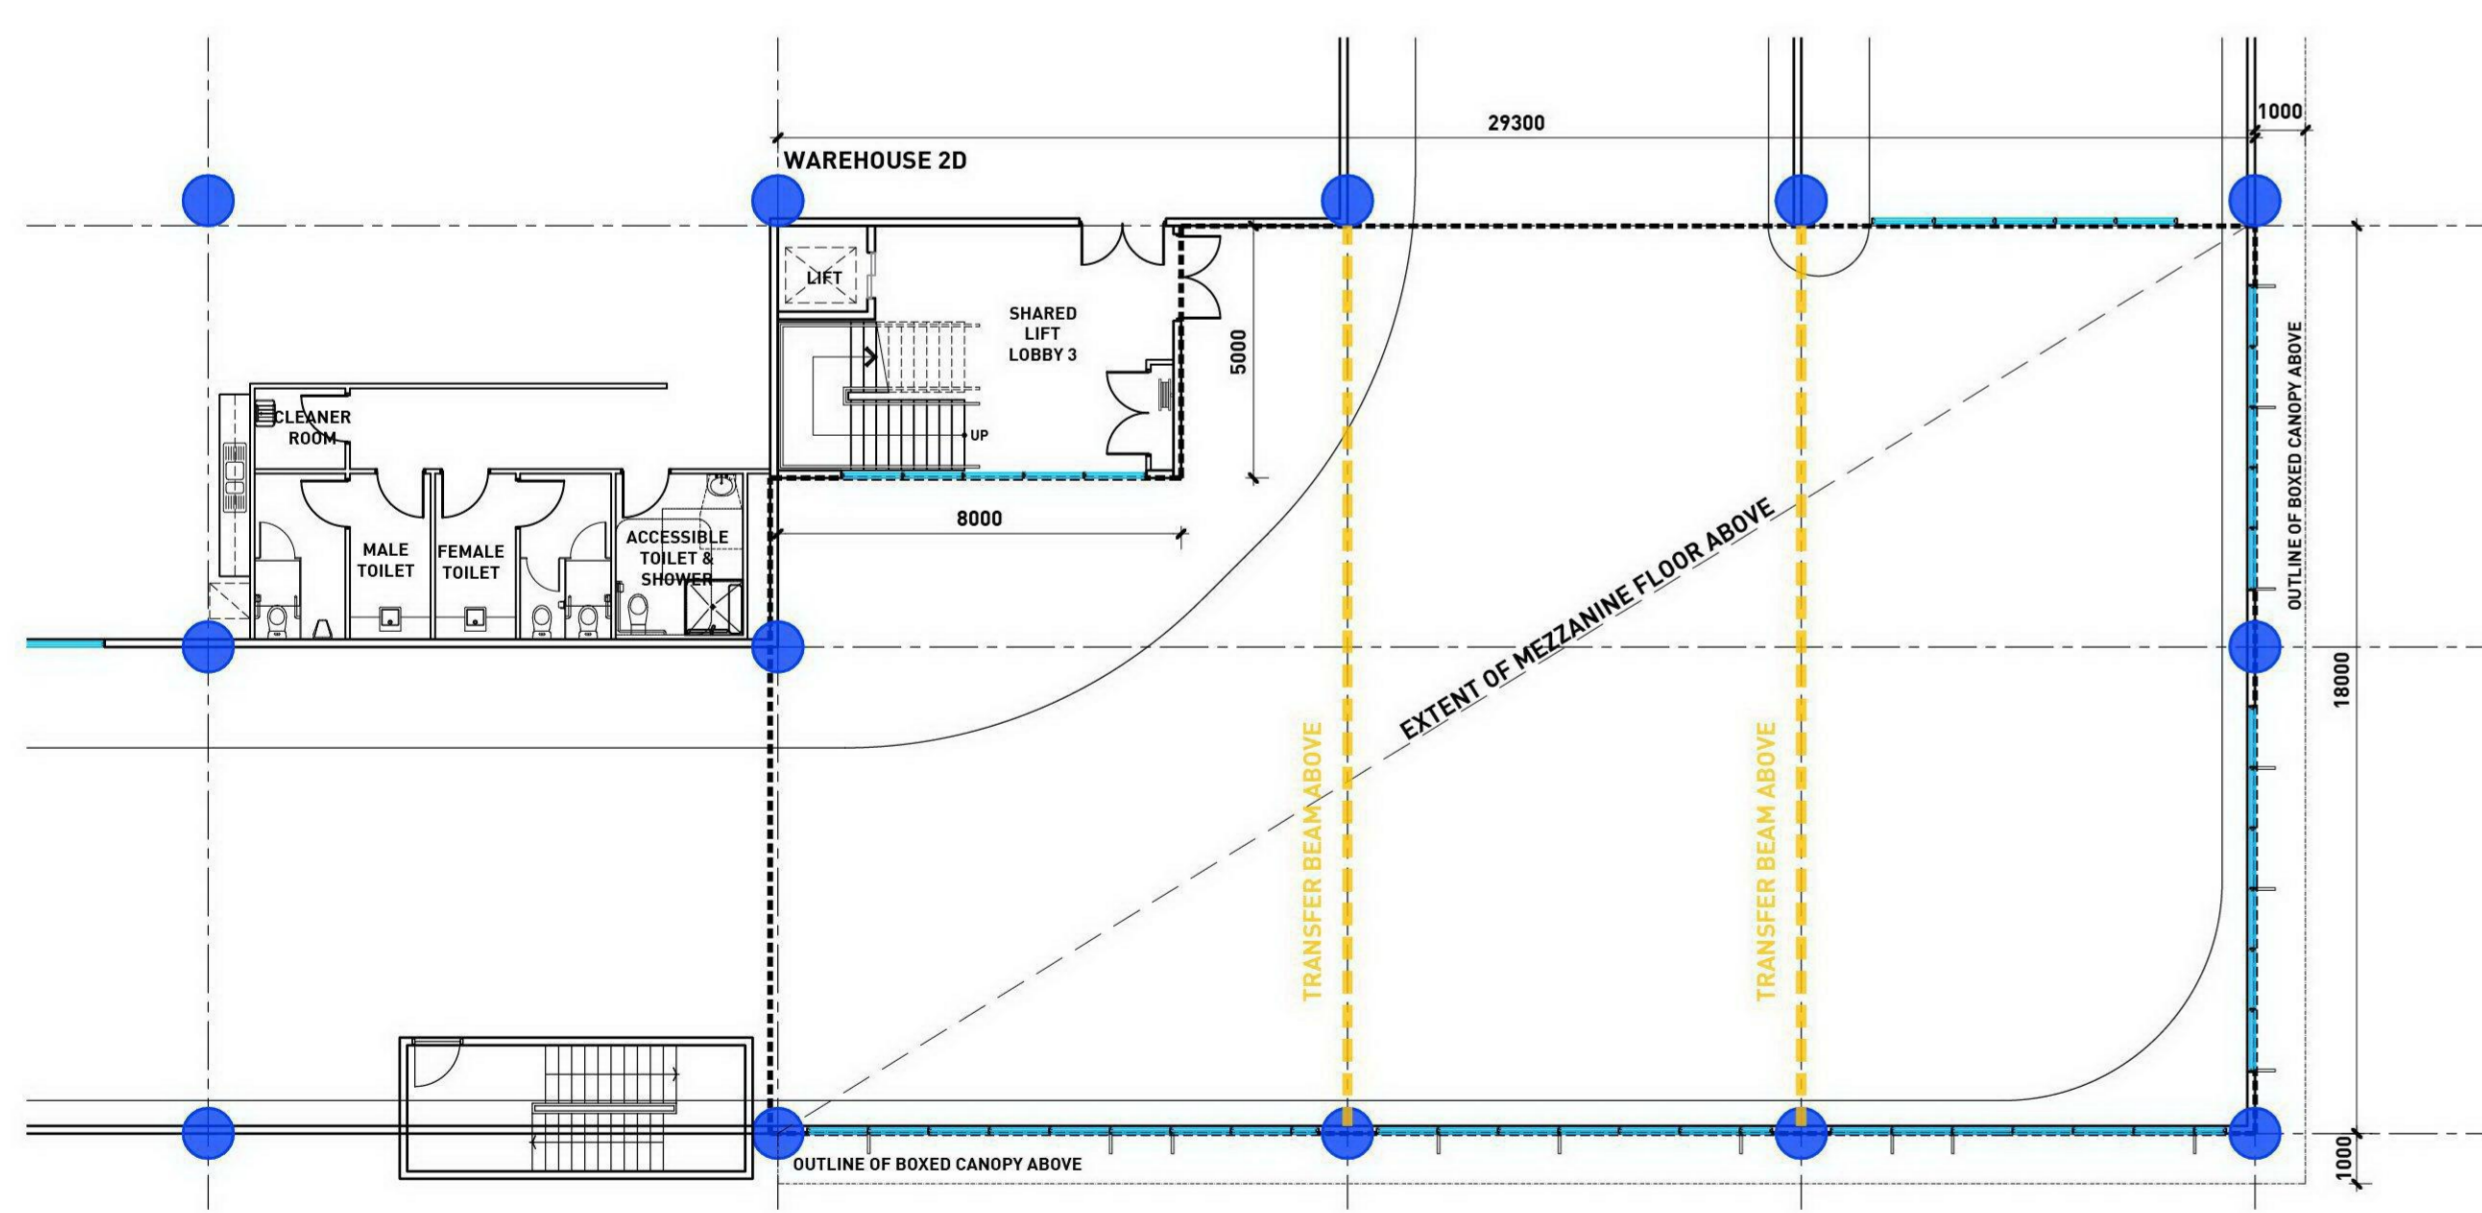 1000
29300
WAREHOUSE 2D
LIFT
SHARED
LIFT
LOBBY 3
5000
UP
8000
CLEANER
ROOM
MALE
TOILET
FEMALE
TOILET
ACCESSIBLE
TOILET &
SHOWER
EXTENT OF MEZZANINE FLOOR ABOVE
OUTLINE OF BOXED CANOPY ABOVE
18000
TRANSFER BEAM ABOVE
TRANSFER BEAM ABOVE
OUTLINE OF BOXED CANOPY ABOVE
1000